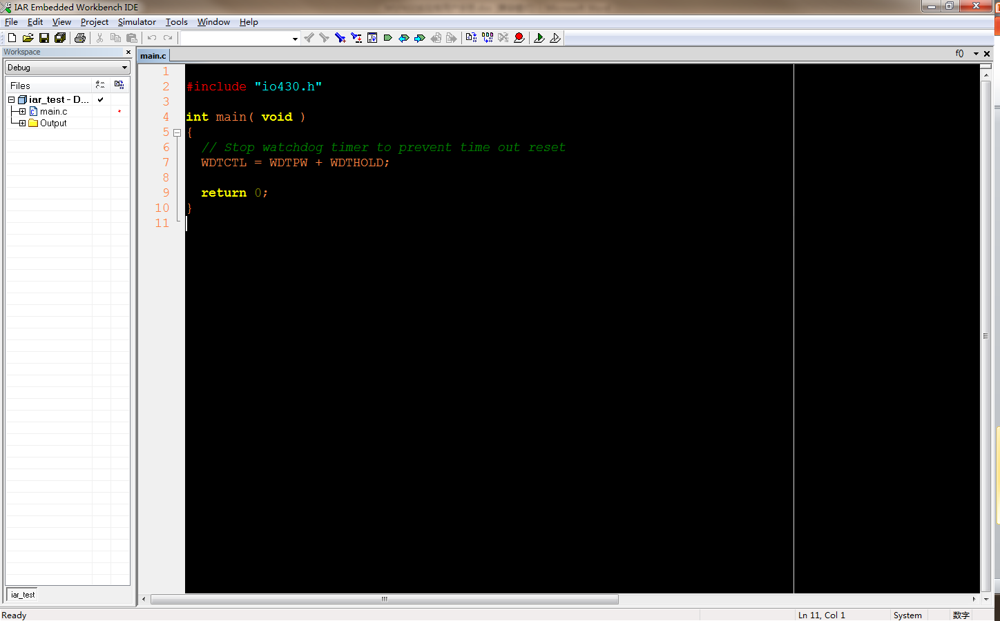 IAR Embedded Workbench IDE
File Edit View Project Simulator Tools Window Help
Workspace
main.c
f()
Debug
Files
iar_test - D...
main.c
Output
1
2 #include "io430.h"
3
4 int main( void )
5 {
6 // Stop watchdog timer to prevent time out reset
7 WDTCTL = WDTPW + WDTHOLD;
8
9 return 0;
10 }
11
iar_test
Ready
Ln 11, Col 1
System
数字